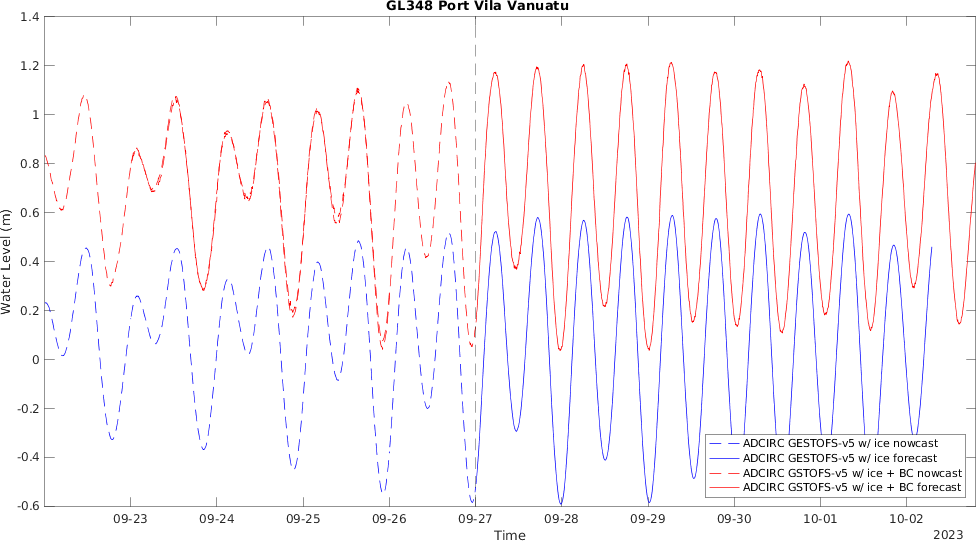 GL348 Port Vila Vanuatu
1.4
1.2
1
0.8
0.6
0.4
0.2
0
-0.2
-0.4
-0.6
Water Level (m)
ADCIRC GESTOFS-v5 w/ ice nowcast
ADCIRC GESTOFS-v5 w/ ice forecast
ADCIRC GSTOFS-v5 w/ ice + BC nowcast
ADCIRC GSTOFS-v5 w/ ice + BC forecast
09-23 09-24 09-25 09-26 09-27 09-28 09-29 09-30 10-01 10-02
Time
2023